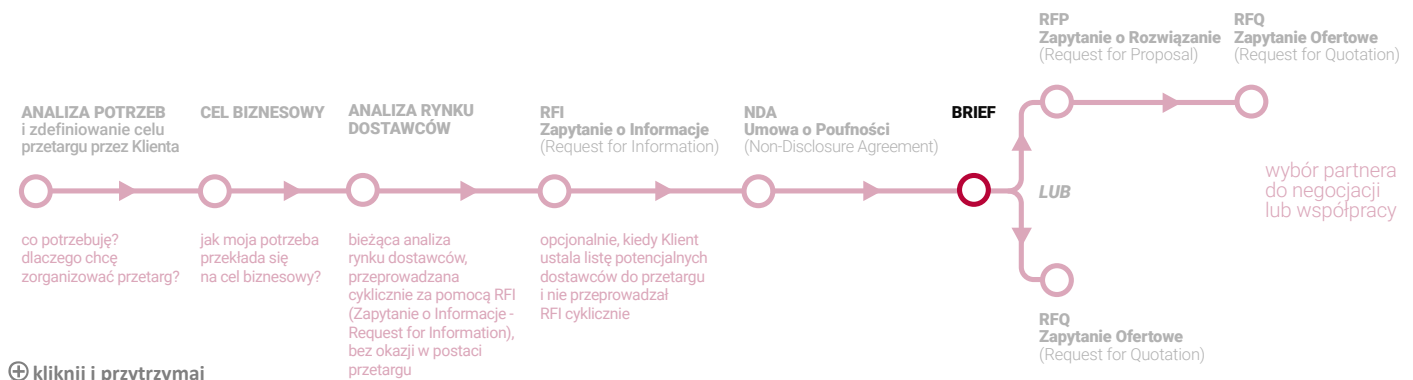 RFP
Zapytanie o Rozwiązanie
(Request for Proposal)
RFQ
Zapytanie Ofertowe
(Request for Quotation)
ANALIZA POTRZEB
i zdefiniowanie celu
przetargu przez Klienta
CEL BIZNESOWY
ANALIZA RYNKU
DOSTAWCÓW
RFI
Zapytanie o Informacje
(Request for Information)
NDA
Umowa o Poufności
(Non-Disclosure Agreement)
BRIEF
LUB
wybór partnera
do negocjacji
lub współpracy
co potrzebuję?
dlaczego chcę
zorganizować przetarg?
jak moja potrzeba
przekłada się
na cel biznesowy?
bieżąca analiza
rynku dostawców,
przeprowadzana
cyklicznie za pomocą RFI
(Zapytanie o Informacje -
Request for Information),
bez okazji w postaci
przetargu
opcjonalnie, kiedy Klient
ustala listę potencjalnych
dostawców do przetargu
i nie przeprowadzał
RFI cyklicznie
RFQ
Zapytanie Ofertowe
(Request for Quotation)
kliknij i przytrzymaj